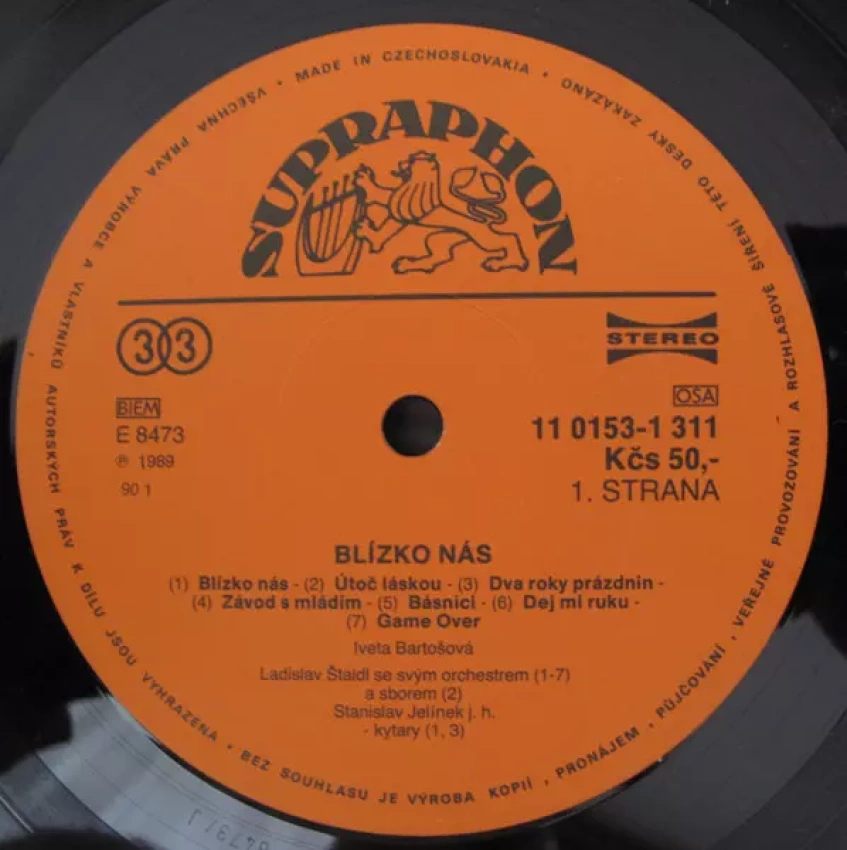 • MADE IN CZECHOSLOVAKIA •
VŠECHNA PRÁVA VÝROBCE A VLASTNÍKŮ AUTORSKÝCH PRÁV K DÍLU JSOU VYHRAZENA • BEZ SOUHLASU JE VÝROBA KOPIÍ, PRONÁJEM, PŮJČOVÁNÍ, VEŘEJNÉ PROVOZOVÁNÍ A ROZHLASOVÉ ŠÍŘENÍ TÉTO DESKY ZAKÁZÁNO
SUPRAPHON
33
STEREO
BIEM
OSA
E 8473
11 0153-1 311
℗ 1989
Kčs 50,-
90 1
1. STRANA
BLÍZKO NÁS
(1) Blízko nás - (2) Útoč láskou - (3) Dva roky prázdnin -
(4) Závod s mládím - (5) Básníci - (6) Dej mi ruku -
(7) Game Over
Iveta Bartošová
Ladislav Štaidl se svým orchestrem (1-7)
a sborem (2)
Stanislav Jelínek j. h.
- kytary (1, 3)